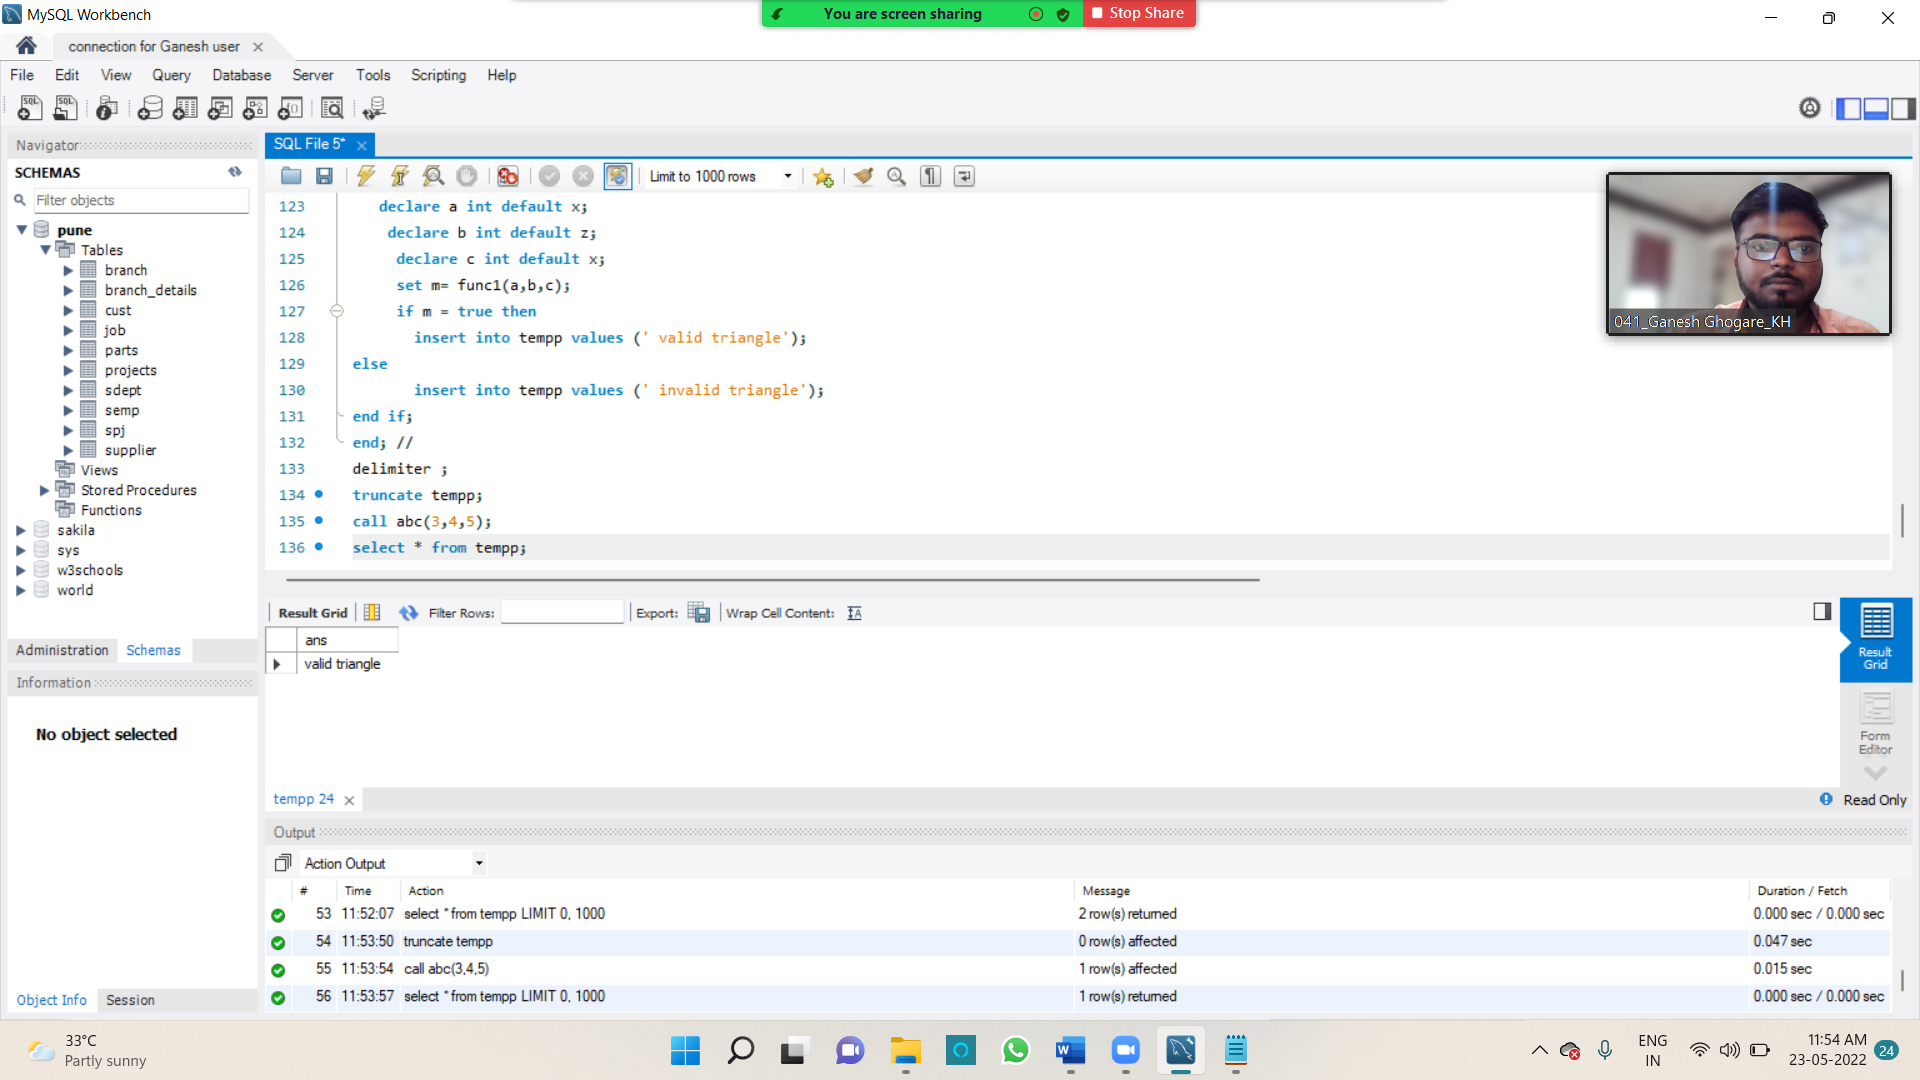 MySQL Workbench
You are screen sharing
Stop Share
connection for Ganesh user
File Edit View Query Database Server Tools Scripting Help
Navigator
SQL File 5*
SCHEMAS
Limit to 1000 rows
Filter objects
pune
Tables
branch
branch_details
cust
job
parts
projects
sdept
semp
spj
supplier
Views
Stored Procedures
Functions
sakila
sys
w3schools
world
Administration Schemas
Information
No object selected
Object Info Session
123 declare a int default x;
124 declare b int default z;
125 declare c int default x;
126 set m= func1(a,b,c);
127 if m = true then
128 insert into tempp values (' valid triangle');
129 else
130 insert into tempp values (' invalid triangle');
131 end if;
132 end; //
133 delimiter ;
134 truncate tempp;
135 call abc(3,4,5);
136 select * from tempp;
041_Ganesh Ghogare_KH
Result Grid Filter Rows: Export: Wrap Cell Content:
ans
valid triangle
Result Grid
Form Editor
tempp 24
Read Only
Output
Action Output
# Time Action Message Duration / Fetch
53 11:52:07 select * from tempp LIMIT 0, 1000 2 row(s) returned 0.000 sec / 0.000 sec
54 11:53:50 truncate tempp 0 row(s) affected 0.047 sec
55 11:53:54 call abc(3,4,5) 1 row(s) affected 0.015 sec
56 11:53:57 select * from tempp LIMIT 0, 1000 1 row(s) returned 0.000 sec / 0.000 sec
33°C
Partly sunny
ENG
IN
11:54 AM
23-05-2022
24